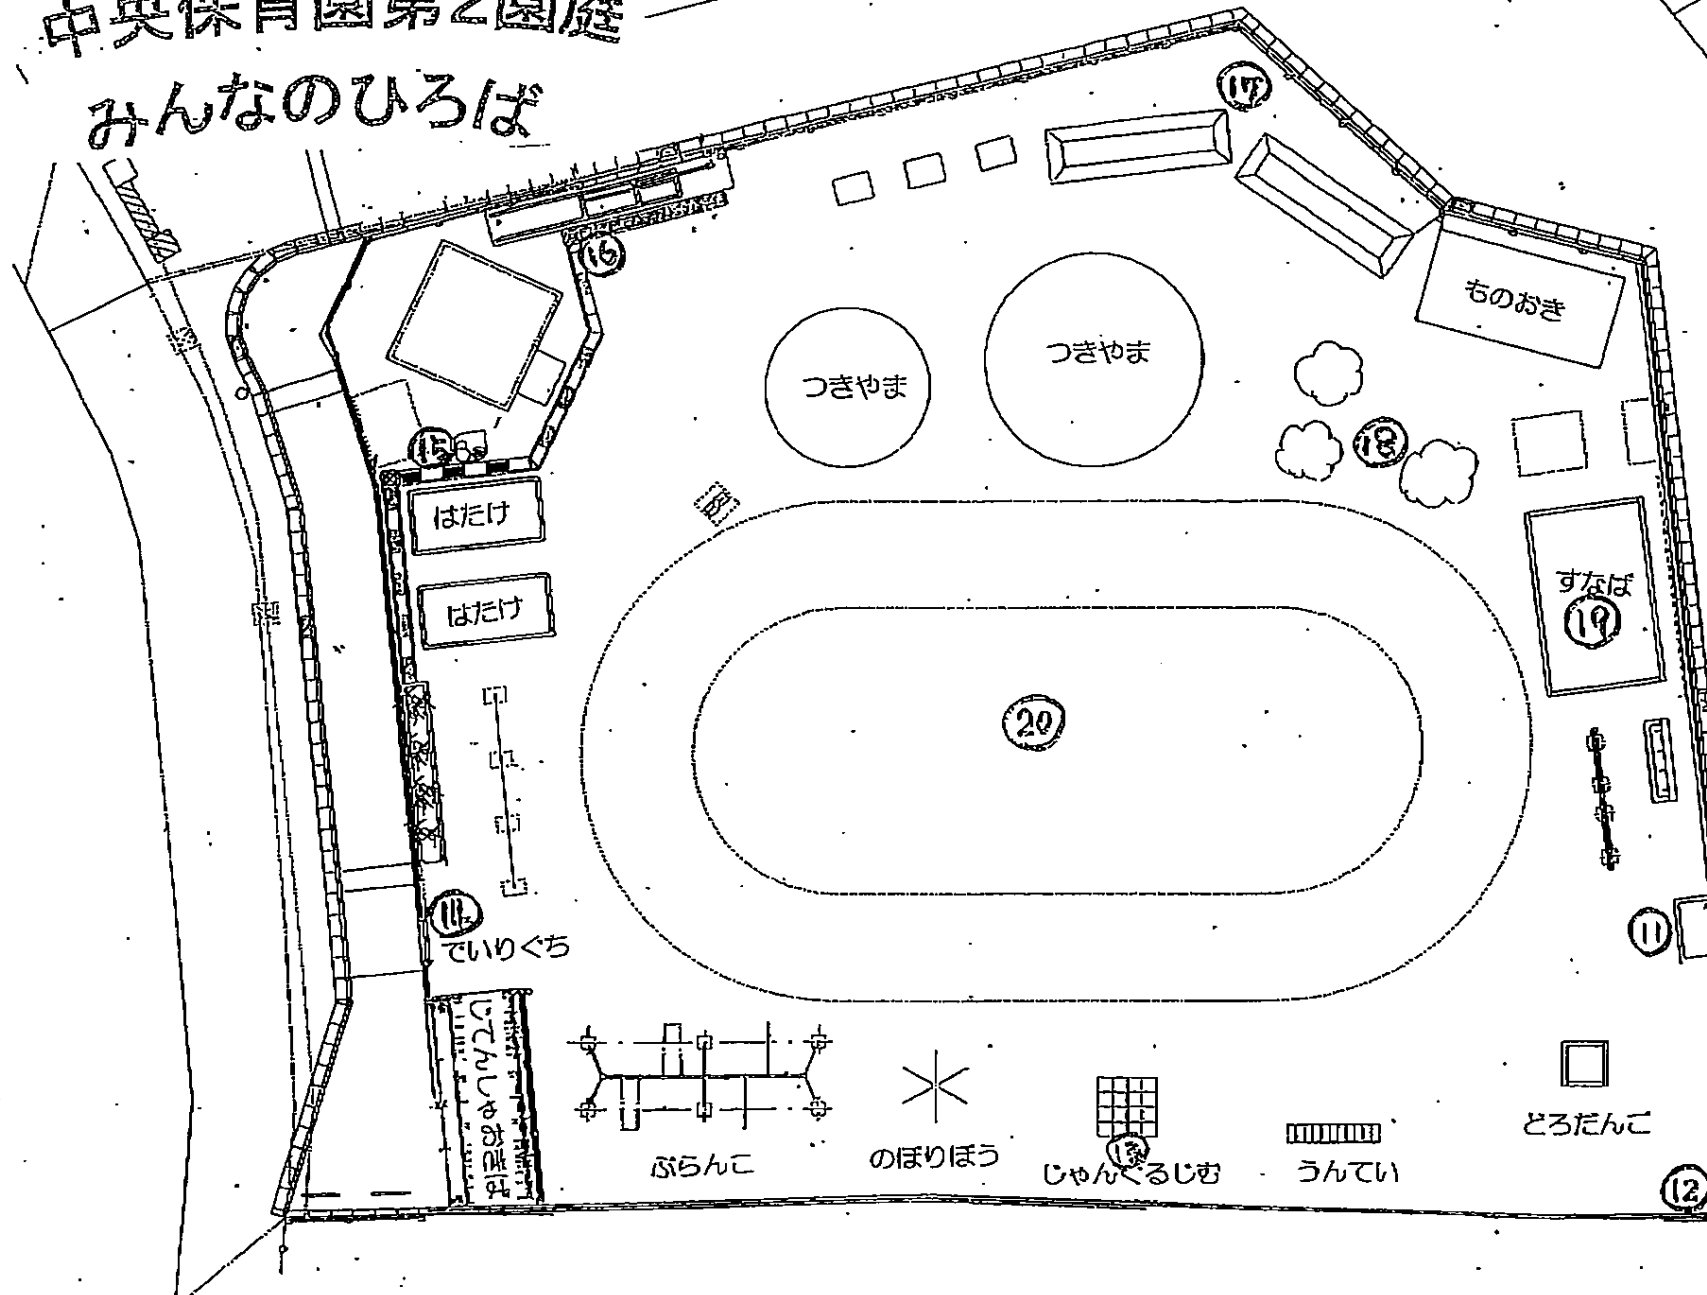 中央保育園第2園庭
みんなのひろば
17
16
ものおき
つきやま
つきやま
18
15
はたけ
すなば
19
はたけ
20
11
でいりぐち
じてんしゃおきば
どろだんご
ぶらんこ
のぼりぼう
じゃんぐるじむ
うんてい
12